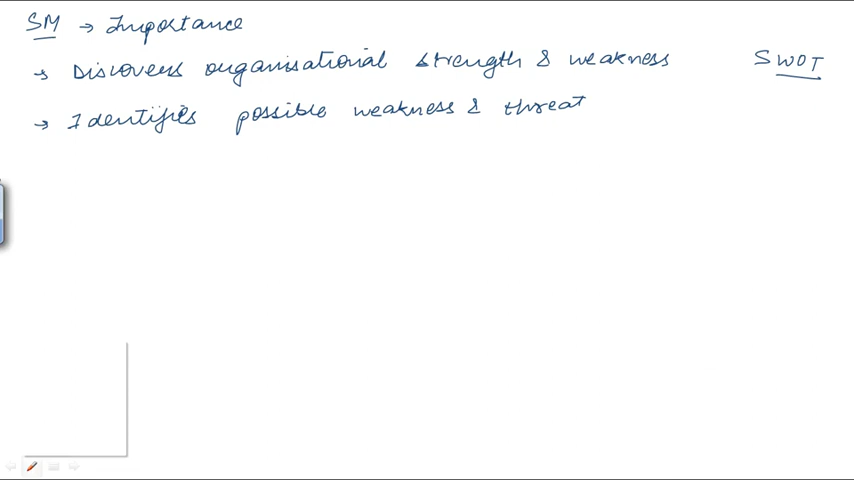 SM → Importance
→ Discovers organisational strength & weakness SWOT
→ Identifies possible weakness & threat